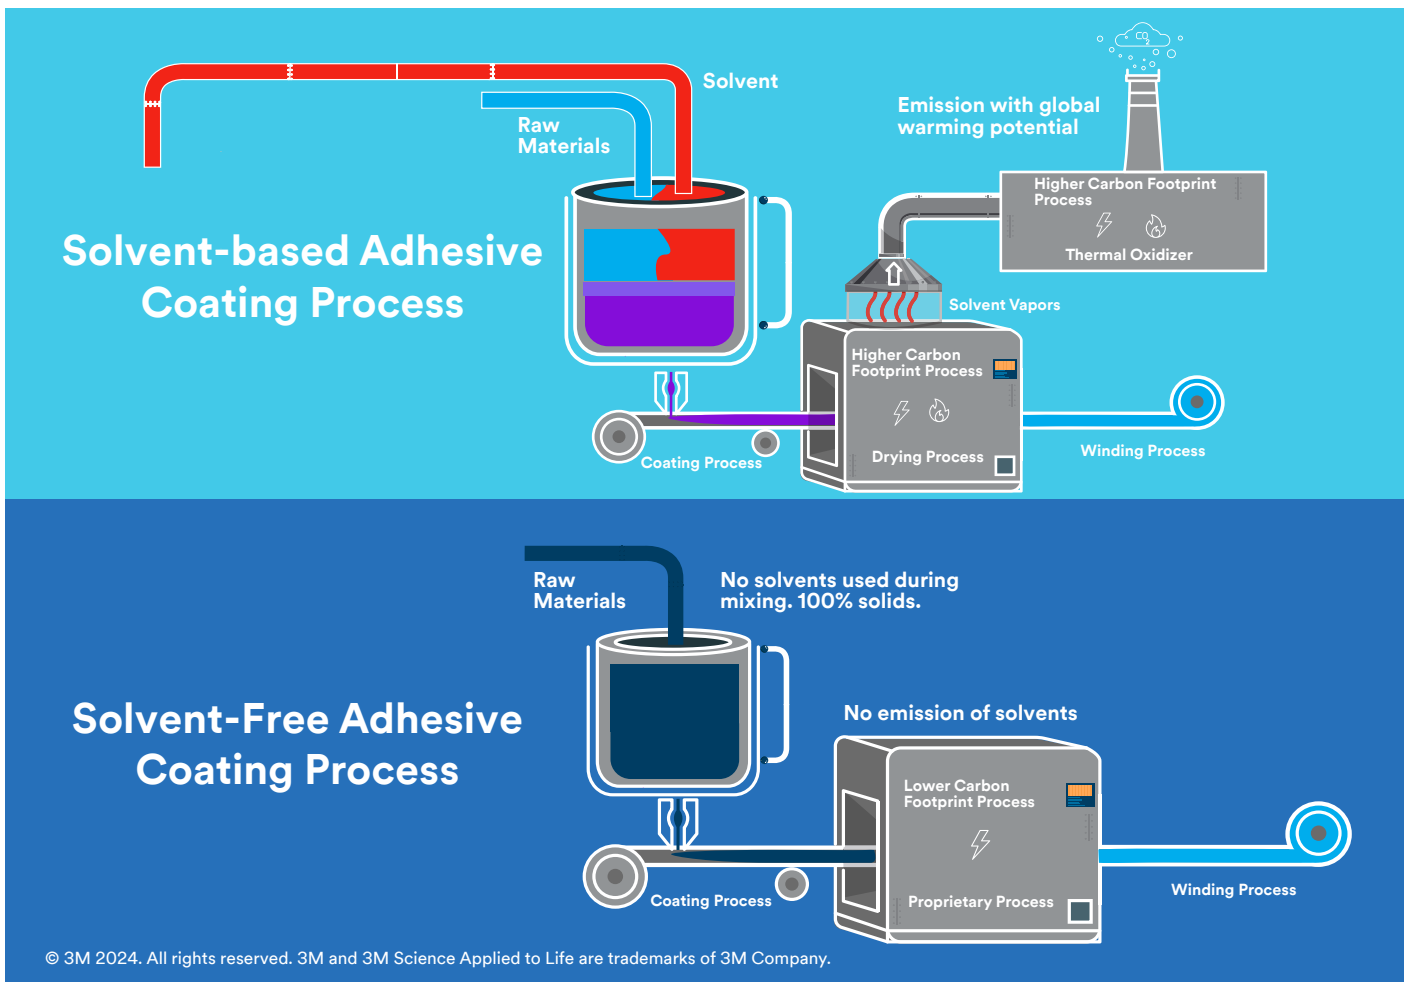 CO2
Solvent
Emission with global
warming potential
Raw
Materials
Higher Carbon Footprint
Process
Thermal Oxidizer
Solvent-based Adhesive
Coating Process
Solvent Vapors
Higher Carbon
Footprint Process
Drying Process
Coating Process
Winding Process
Raw
Materials
No solvents used during
mixing. 100% solids.
Solvent-Free Adhesive
Coating Process
No emission of solvents
Lower Carbon
Footprint Process
Proprietary Process
Coating Process
Winding Process
© 3M 2024. All rights reserved. 3M and 3M Science Applied to Life are trademarks of 3M Company.